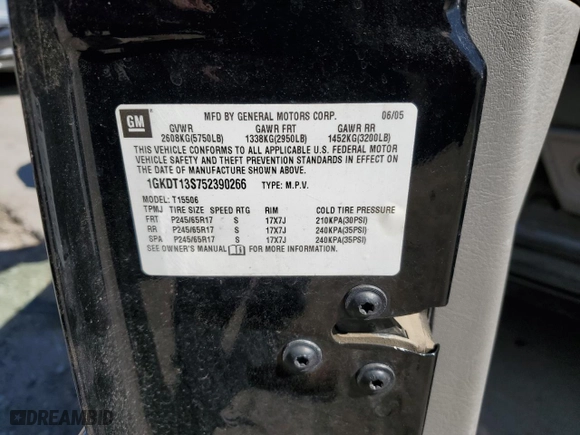 GM
MFD BY GENERAL MOTORS CORP. 06/05
GVWR GAWR FRT GAWR RR
2608KG(5750LB) 1338KG(2950LB) 1452KG(3200LB)
THIS VEHICLE CONFORMS TO ALL APPLICABLE U.S. FEDERAL MOTOR
VEHICLE SAFETY AND THEFT PREVENTION STANDARDS IN EFFECT ON
THE DATE OF MANUFACTURE SHOWN ABOVE.
1GKDT13S752390266 TYPE: M.P.V.
MODEL: T15506
TPMJ TIRE SIZE SPEED RTG RIM COLD TIRE PRESSURE
FRT P245/65R17 S 17X7J 210KPA(30PSI)
RR P245/65R17 S 17X7J 240KPA(35PSI)
SPA P245/65R17 S 17X7J 240KPA(35PSI)
SEE OWNER'S MANUAL FOR MORE INFORMATION.
DREAMBID